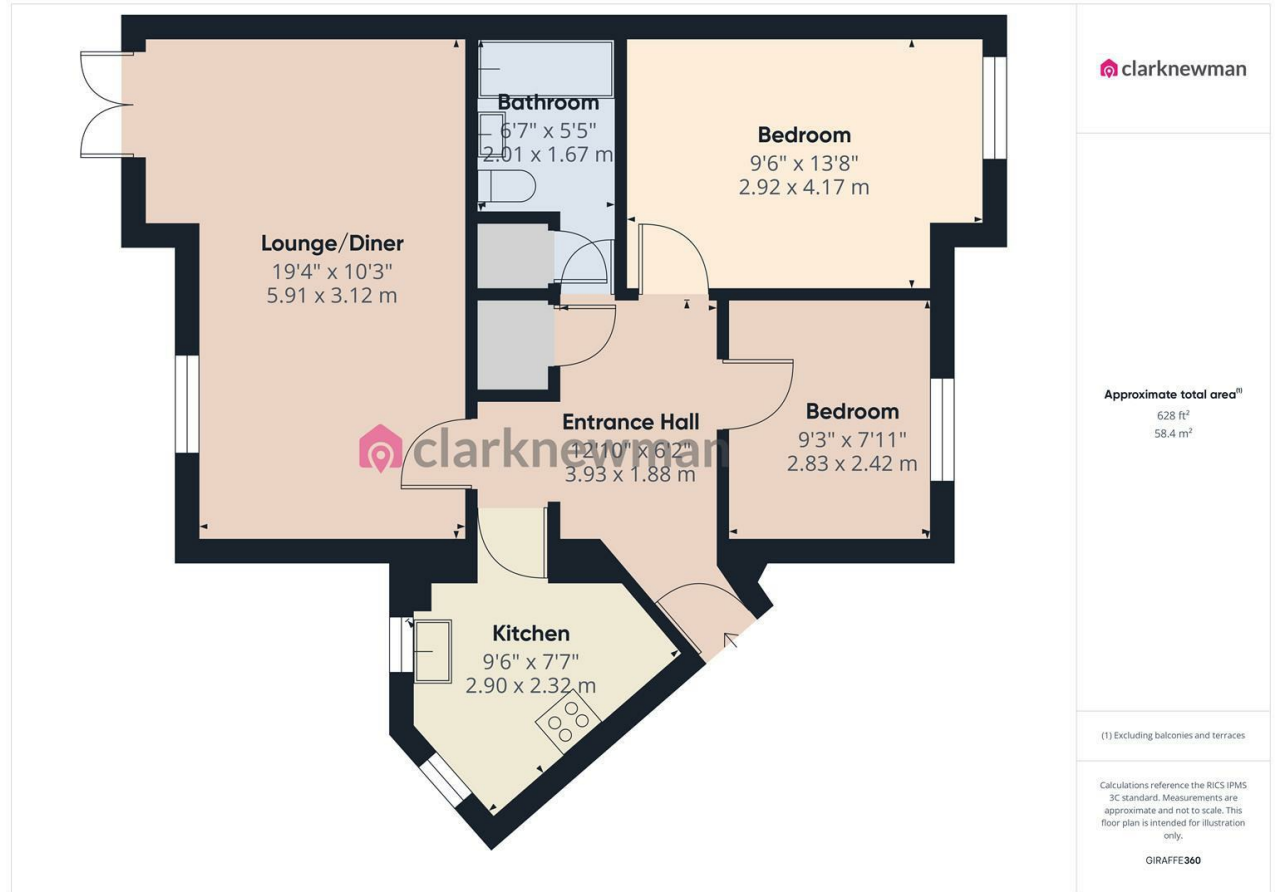 Bathroom
6'7" x 5'5"
2.01 x 1.67 m
Bedroom
9'6" x 13'8"
2.92 x 4.17 m
Lounge/Diner
19'4" x 10'3"
5.91 x 3.12 m
Entrance Hall
12'10" x 6'2"
3.93 x 1.88 m
Bedroom
9'3" x 7'11"
2.83 x 2.42 m
clarknewman
Kitchen
9'6" x 7'7"
2.90 x 2.32 m
clarknewman
Approximate total area(1)
628 ft²
58.4 m²
(1) Excluding balconies and terraces
Calculations reference the RICS IPMS
3C standard. Measurements are
approximate and not to scale. This
floor plan is intended for illustration
only.
GIRAFFE360